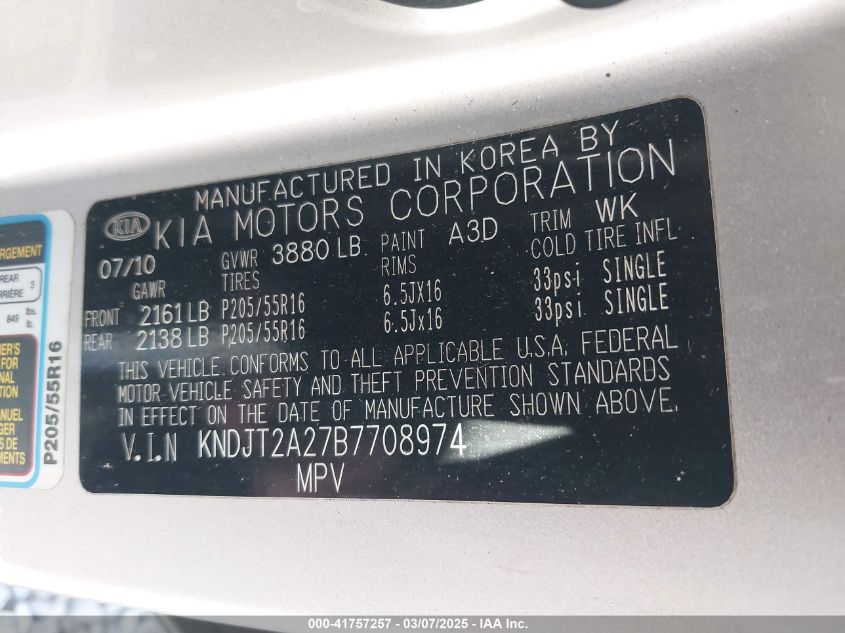 MANUFACTURED IN KOREA BY
KIA KIA MOTORS CORPORATION
07/10 GVWR 3880 LB PAINT A3D TRIM WK
GAWR TIRES RIMS COLD TIRE INFL
FRONT 2161 LB P205/55R16 6.5JX16 33psi SINGLE
REAR 2138 LB P205/55R16 6.5Jx16 33psi SINGLE
THIS VEHICLE CONFORMS TO ALL APPLICABLE U.S.A. FEDERAL
MOTOR VEHICLE SAFETY AND THEFT PREVENTION STANDARDS
IN EFFECT ON THE DATE OF MANUFACTURE SHOWN ABOVE.
V.I.N KNDJT2A27B7708974
MPV
REAR
3
849 lbs.
lb.
FOR
P205/55R16
000-41757257 - 03/07/2025 - IAA Inc.